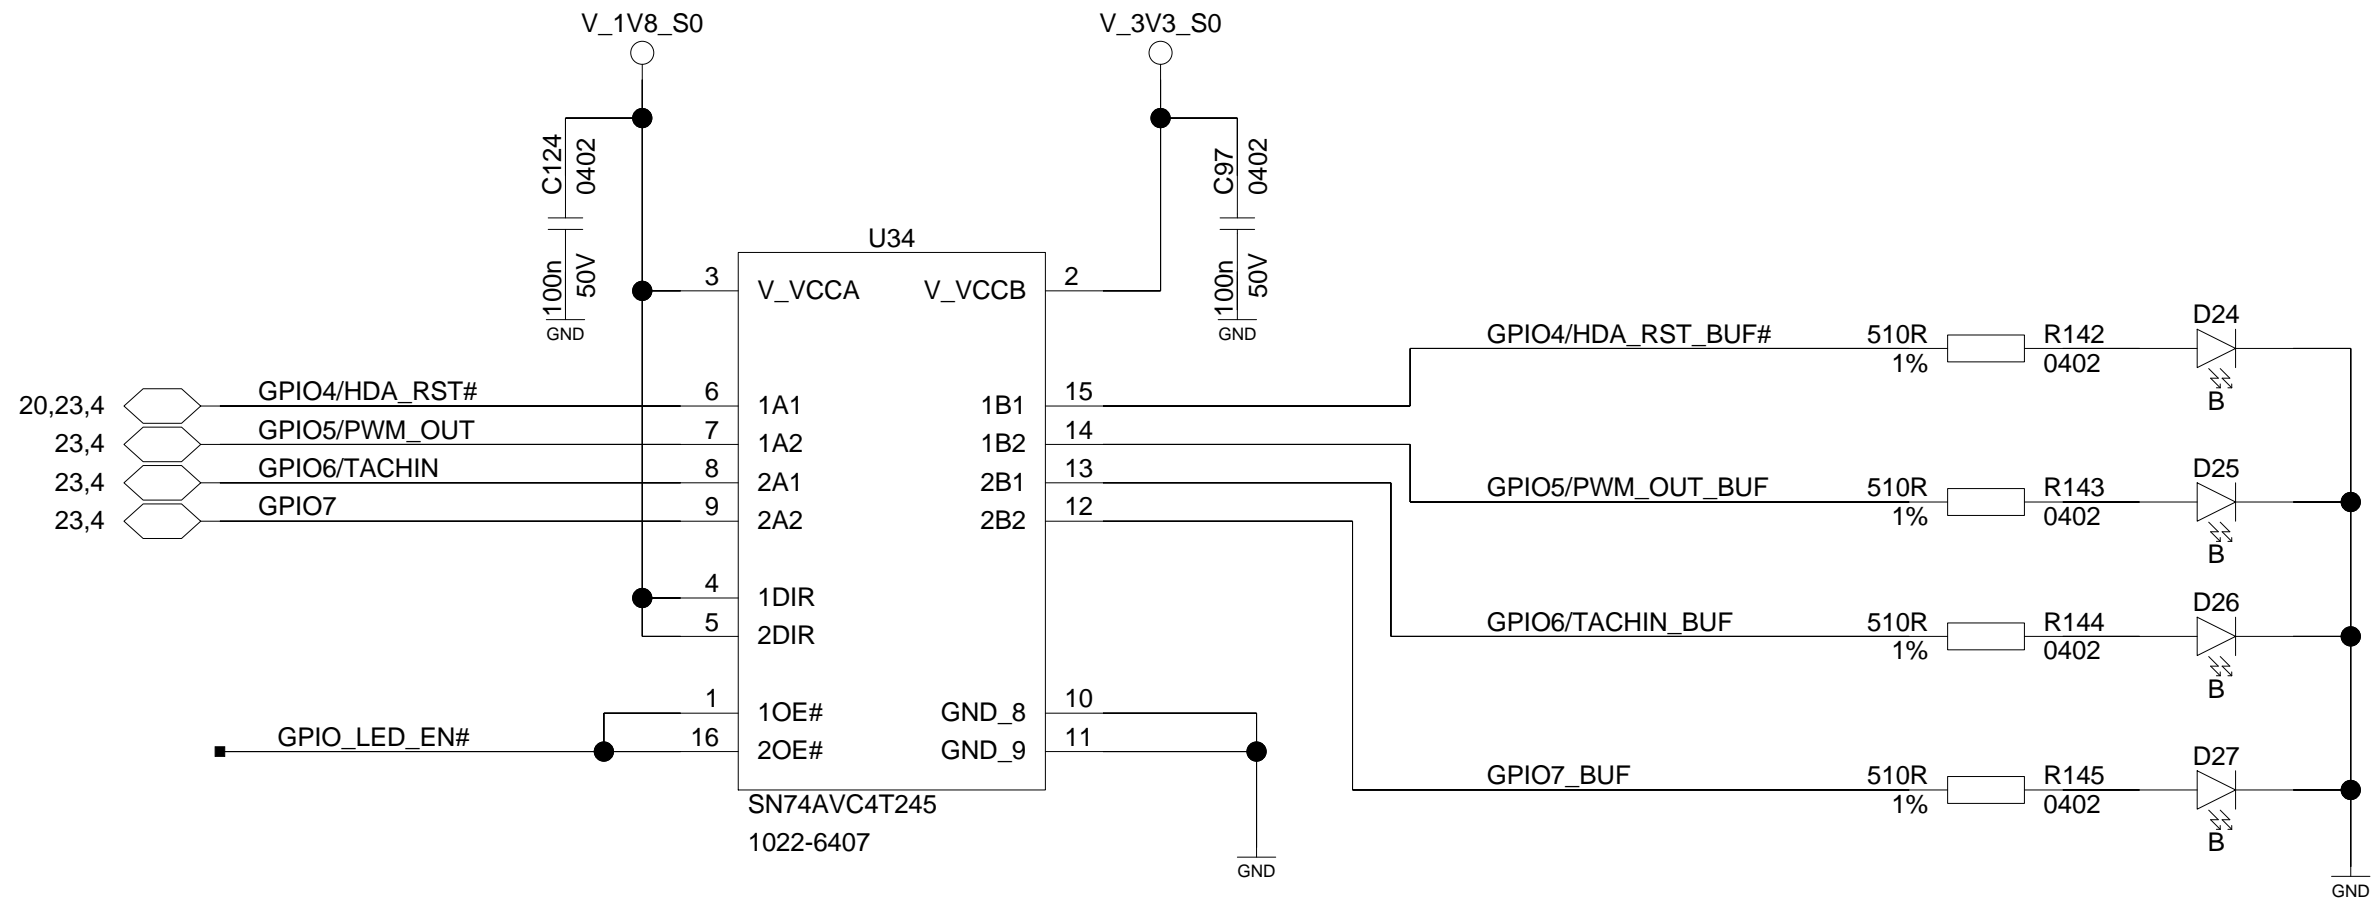 V_1V8_S0
V_3V3_S0
C124
0402
100n
50V
GND
C97
0402
100n
50V
GND
U34
3 V_VCCA V_VCCB 2
20,23,4 GPIO4/HDA_RST# 6 1A1 1B1 15
23,4 GPIO5/PWM_OUT 7 1A2 1B2 14
23,4 GPIO6/TACHIN 8 2A1 2B1 13
23,4 GPIO7 9 2A2 2B2 12
4 1DIR
5 2DIR
1 1OE# GND_8 10
GPIO_LED_EN# 16 2OE# GND_9 11
SN74AVC4T245
1022-6407
GND
GPIO4/HDA_RST_BUF# 510R R142 D24
1% 0402
B
GPIO5/PWM_OUT_BUF 510R R143 D25
1% 0402
B
GPIO6/TACHIN_BUF 510R R144 D26
1% 0402
B
GPIO7_BUF 510R R145 D27
1% 0402
B
GND